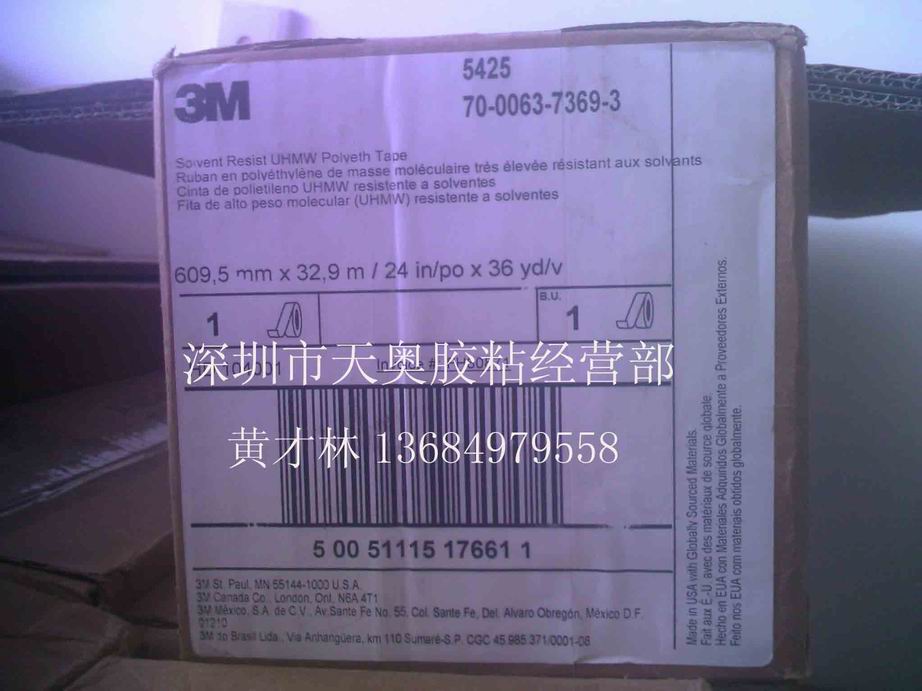 3M
5425
70-0063-7369-3
Solvent Resist UHMW Polyeth Tape
Ruban en polyéthylène de masse moléculaire très élevée résistant aux solvants
Cinta de polietileno UHMW resistente a solventes
Fita de alto peso molecular (UHMW) resistente a solventes
609,5 mm x 32,9 m / 24 in/po x 36 yd/v
1
B.U.
1
Invoice #
深圳市天奥胶粘经营部
黄才林 13684979558
5 00 51115 17661 1
3M St. Paul, MN 55144-1000 U.S.A.
3M Canada Co., London, Ont. N6A 4T1
3M México, S.A. de C.V., Av.Sante Fe No. 55, Col. Sante Fe, Del. Alvaro Obregón, México D.F.
01210
3M do Brasil Ltda., Via Anhangüera, km 110 Sumaré-S.P. CGC 45.985.371/0001-08
Made in USA with Globally Sourced Materials.
Fait aux É.-U. avec des matériaux de source globale.
Hecho en EUA con Materiales Adquiridos Globalmente a Proveedores Externos.
Feito nos EUA com materiais obtidos globalmente.